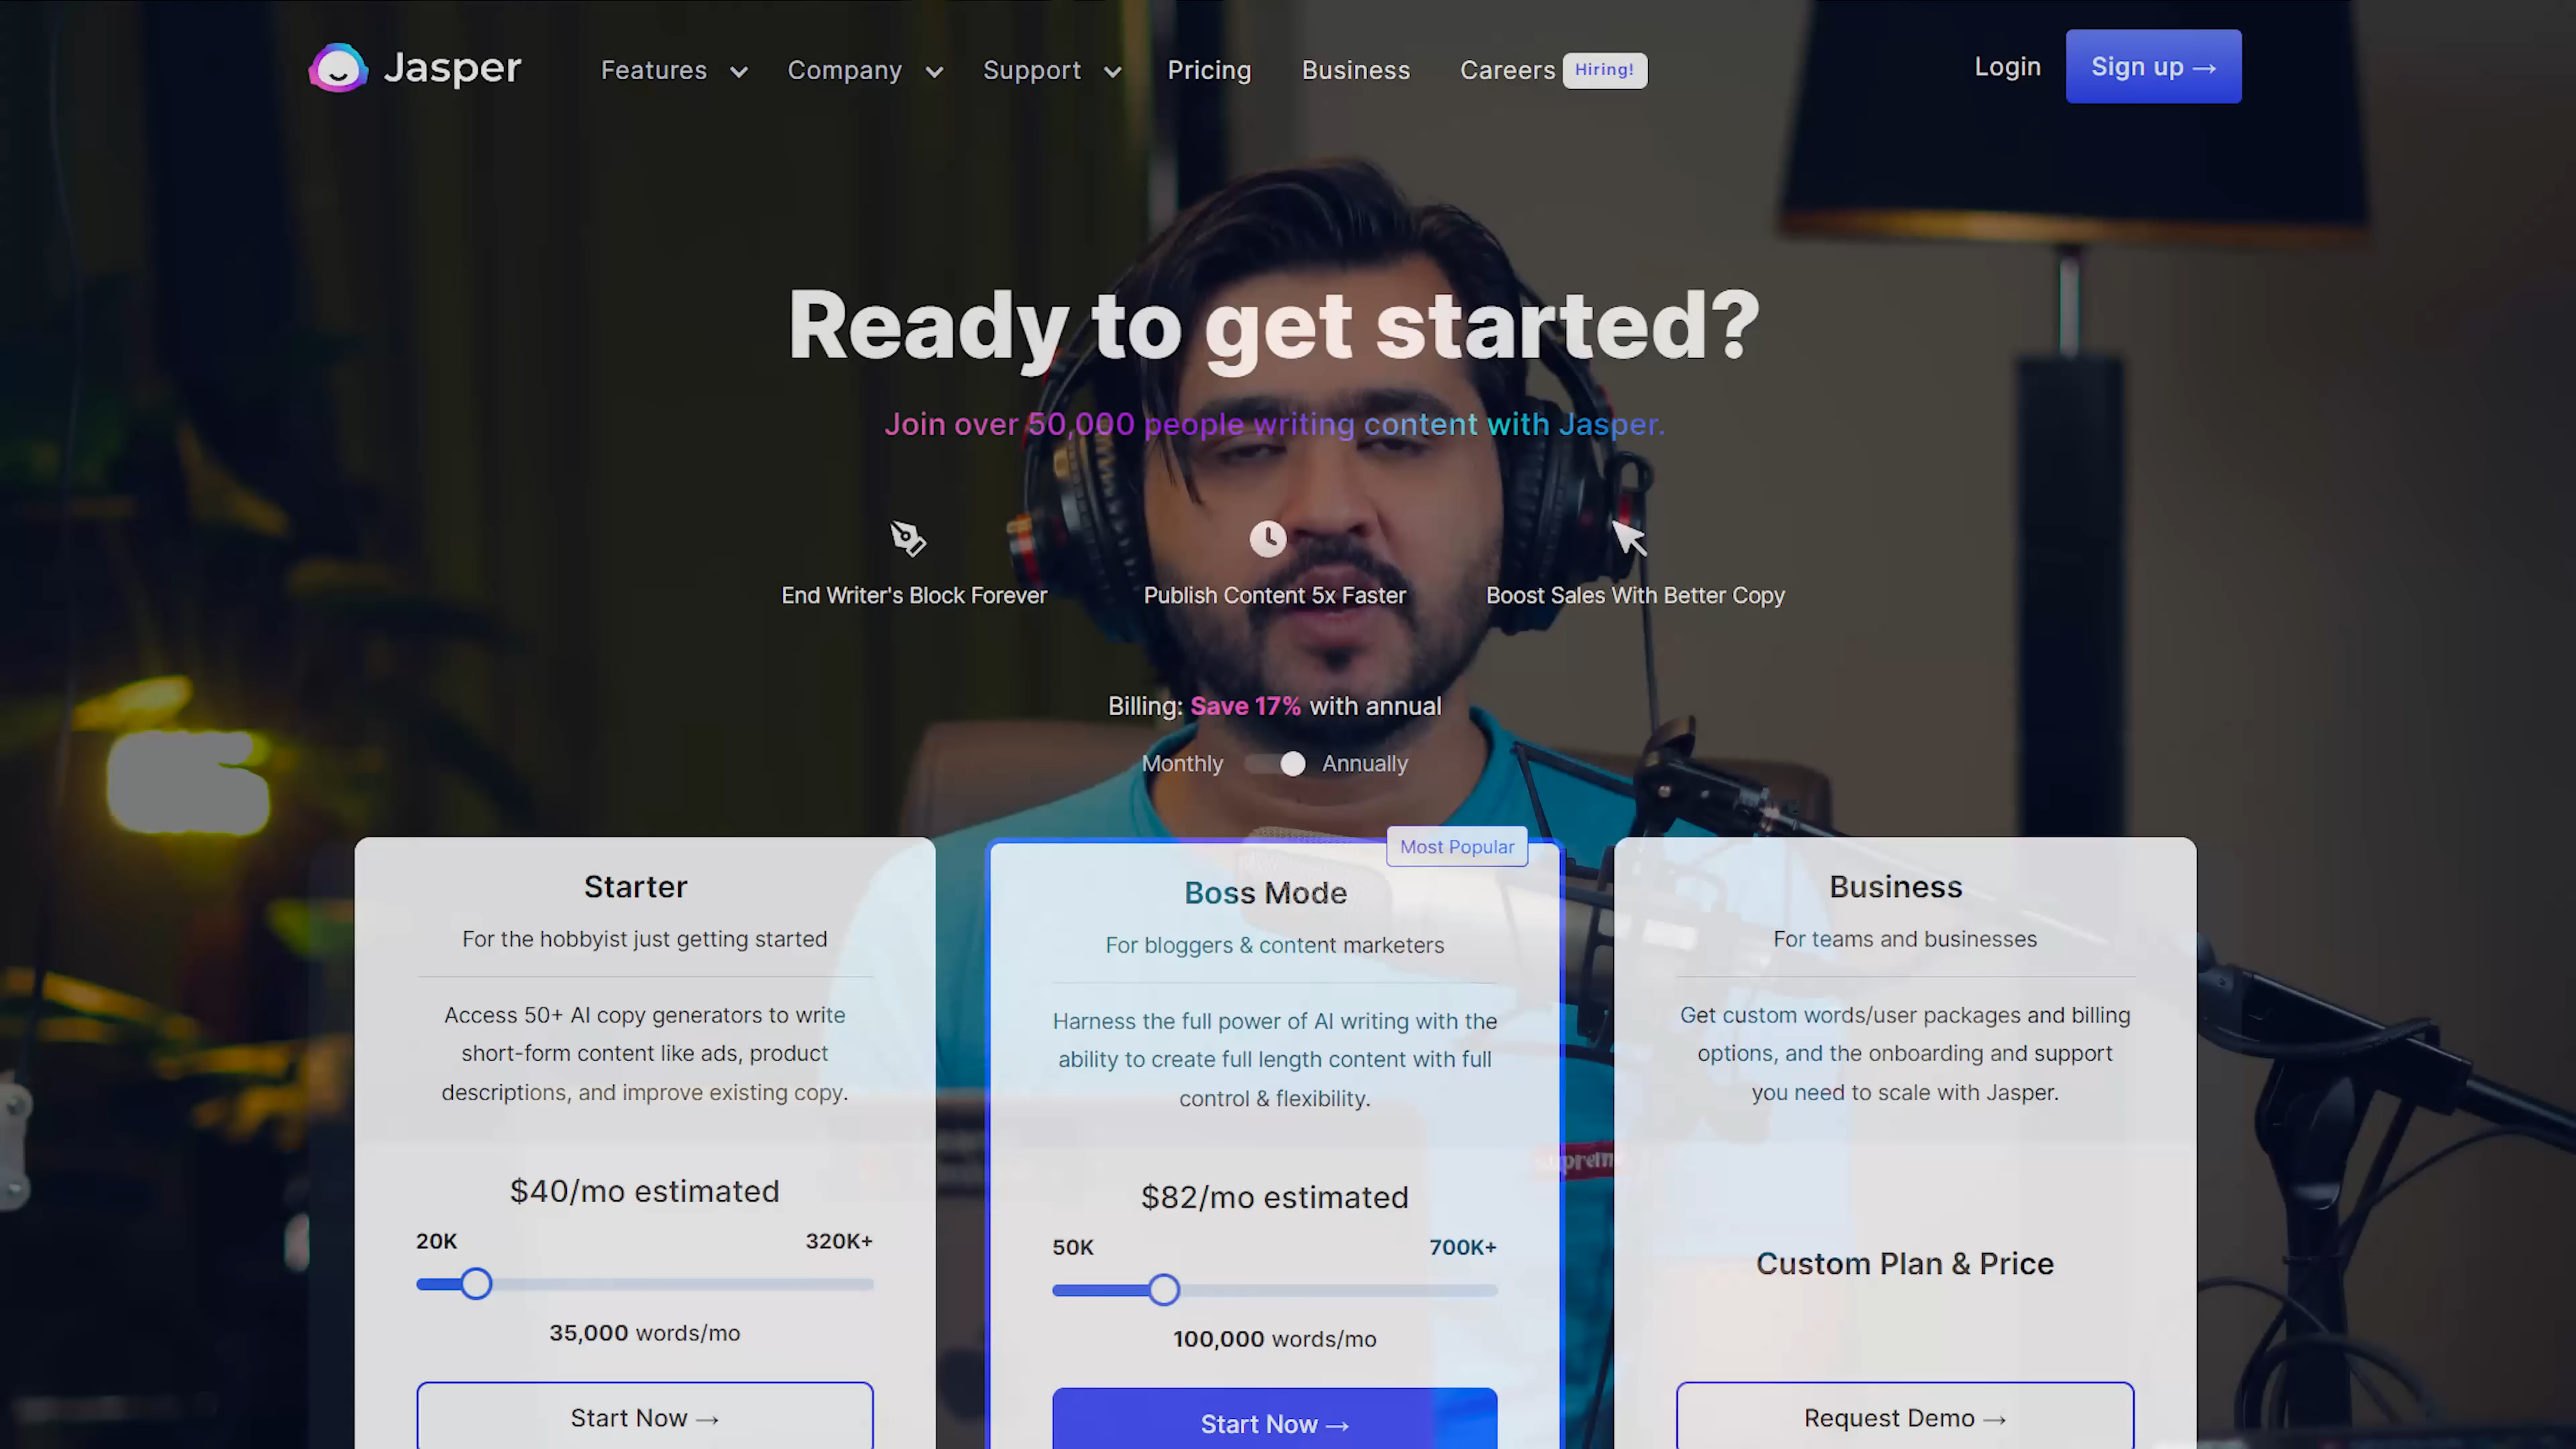 Jasper
Features
Company
Support
Pricing
Business
Careers
Hiring!
Login
Sign up →
Ready to get started?
Join over 50,000 people writing content with Jasper.
End Writer's Block Forever
Publish Content 5x Faster
Boost Sales With Better Copy
Billing: Save 17% with annual
Monthly
Annually
Starter
For the hobbyist just getting started
Access 50+ AI copy generators to write
short-form content like ads, product
descriptions, and improve existing copy.
$40/mo estimated
20K
320K+
35,000 words/mo
Start Now →
Most Popular
Boss Mode
For bloggers & content marketers
Harness the full power of AI writing with the
ability to create full length content with full
control & flexibility.
$82/mo estimated
50K
700K+
100,000 words/mo
Start Now →
Business
For teams and businesses
Get custom words/user packages and billing
options, and the onboarding and support
you need to scale with Jasper.
Custom Plan & Price
Request Demo →